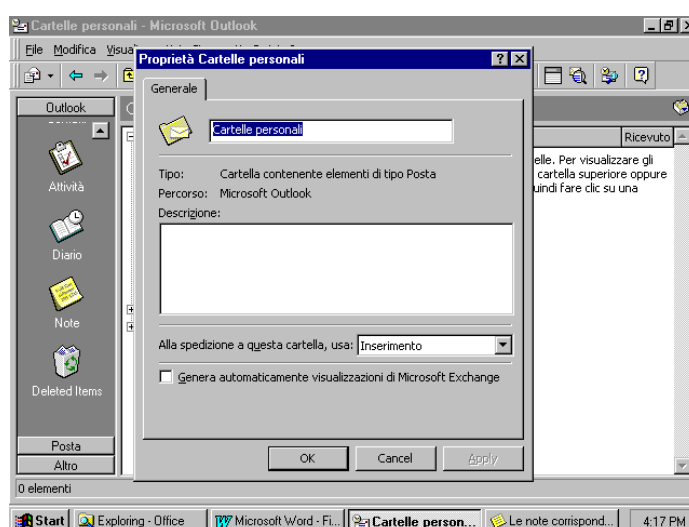 Cartelle personali - Microsoft Outlook
File Modifica
Proprietà Cartelle personali
Generale
Outlook
Cartelle personali
Ricevuto
elle. Per visualizzare gli
cartella superiore oppure
uindi fare clic su una
Tipo: Cartella contenente elementi di tipo Posta
Percorso: Microsoft Outlook
Descrizione:
Attività
Diario
Note
Deleted Items
Alla spedizione a questa cartella, usa: Inserimento
Genera automaticamente visualizzazioni di Microsoft Exchange
OK Cancel Apply
Posta
Altro
0 elementi
Start Exploring - Office Microsoft Word - Fi... Cartelle person... Le note corrispond... 4:17 PM